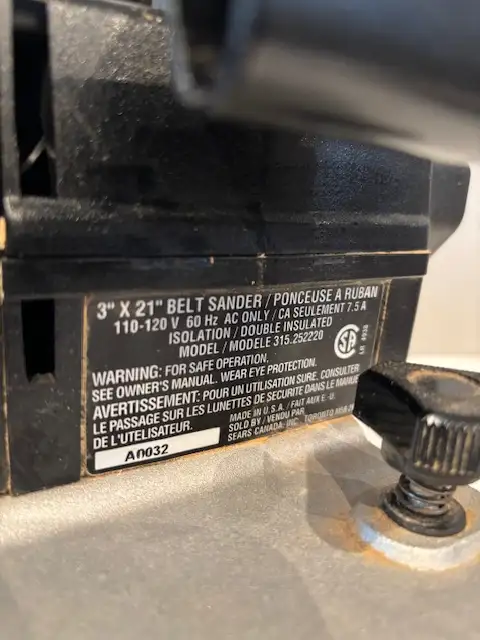 3" X 21" BELT SANDER / PONCEUSE A RUBAN
110-120 V 60 Hz AC ONLY / CA SEULEMENT 7.5 A
ISOLATION / DOUBLE INSULATED
MODEL / MODELE 315.252220
WARNING: FOR SAFE OPERATION.
SEE OWNER'S MANUAL. WEAR EYE PROTECTION.
AVERTISSEMENT: POUR UN UTILISATION SURE. CONSULTER
LE PASSAGE SUR LES LUNETTES DE SECURITE DANS LE MANUEL
DE L'UTELISATEUR.
MADE IN U.S.A. / FAIT AUX E.-U.
SOLD BY / VENDU PAR
SEARS CANADA, INC. TORONTO
A0032